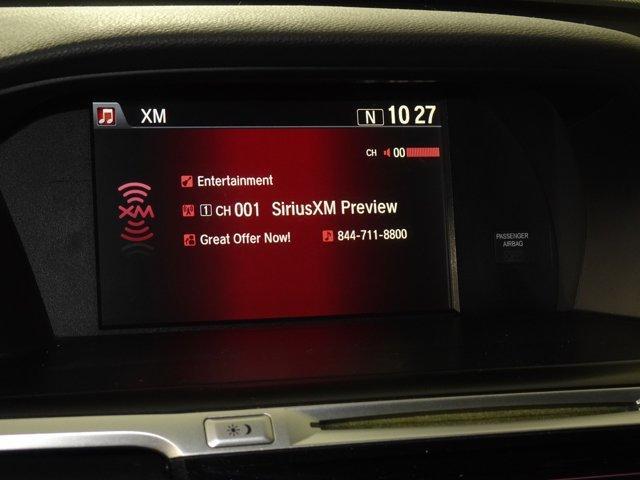 XM N 10 27
CH 00
Entertainment
XM 1 CH 001 SiriusXM Preview
Great Offer Now! 844-711-8800
PASSENGER
AIRBAG